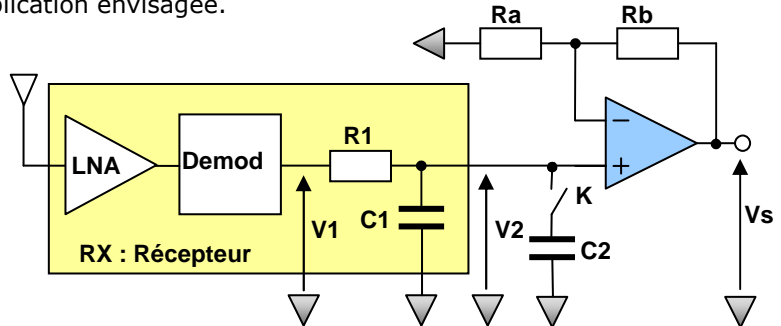 plication envisagée.
Ra
Rb
LNA
Demod
R1
V1
C1
V2
K
C2
Vs
RX : Récepteur